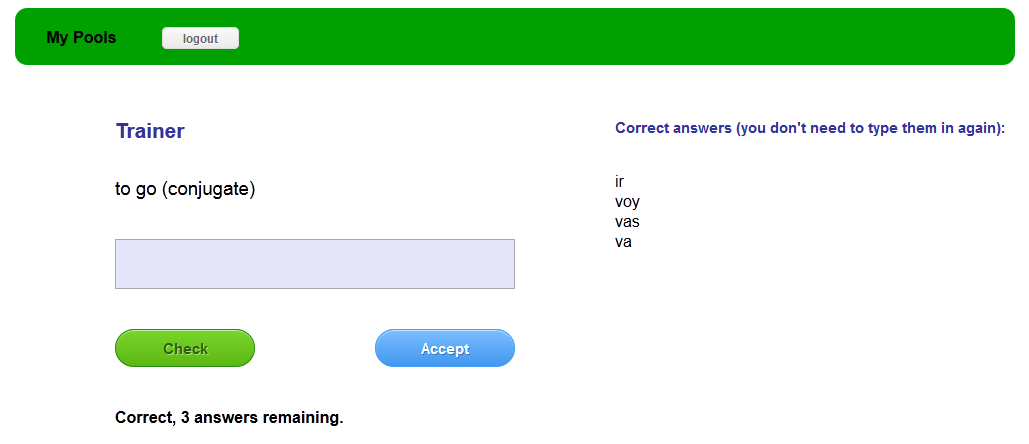 My Pools
logout
Trainer
to go (conjugate)
Check
Accept
Correct, 3 answers remaining.
Correct answers (you don't need to type them in again):
ir
voy
vas
va